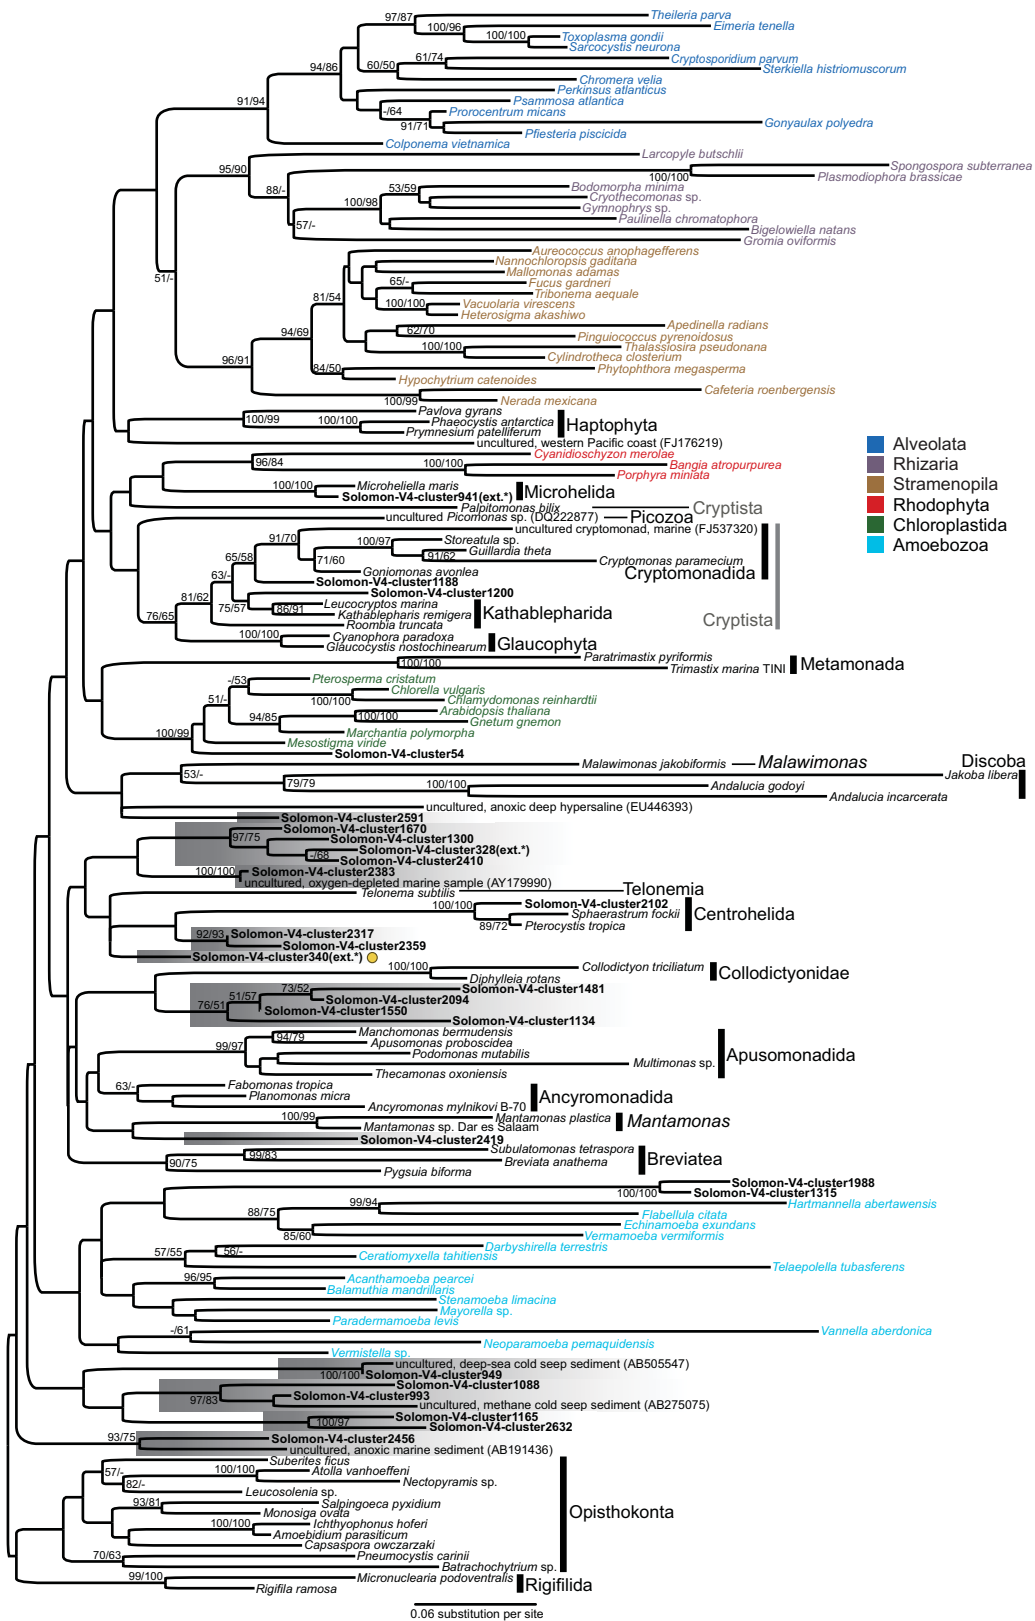 97/87
Theileria parva
Eimeria tenella
100/96
100/100
Toxoplasma gondii
Sarcocystis neurona
94/86
61/74
Cryptosporidium parvum
60/50
Sterkiella histriomuscorum
Chromera velia
Perkinsus atlanticus
91/94
-/64
Psammosa atlantica
Prorocentrum micans
91/71
Gonyaulax polyedra
Pfiesteria piscicida
Colponema vietnamica
95/90
Larcopyle butschlii
Spongospora subterranea
100/100
Plasmodiophora brassicae
88/-
53/59
Bodomorpha minima
100/98
Cryothecomonas sp.
Gymnophrys sp.
57/-
Paulinella chromatophora
Bigelowiella natans
Gromia oviformis
51/-
Aureococcus anophagefferens
Nannochloropsis gaditana
Mallomonas adamas
65/-
Fucus gardneri
Tribonema aequale
81/54
100/100
Vacuolaria virescens
Heterosigma akashiwo
94/69
62/70
Apedinella radians
Pinguiococcus pyrenoidosus
100/100
Thalassiosira pseudonana
Cylindrotheca closterium
96/91
84/50
Phytophthora megasperma
Hypochytrium catenoides
Cafeteria roenbergensis
100/99
Nerada mexicana
Pavlova gyrans
100/99
100/100
Phaeocystis antarctica
Prymnesium patelliferum
Haptophyta
uncultured, western Pacific coast (FJ176219)
Alveolata
Rhizaria
Stramenopila
Rhodophyta
Chloroplastida
Amoebozoa
Cyanidioschyzon merolae
96/84
100/100
Bangia atropurpurea
Porphyra miniata
100/100
Microheliella maris
Solomon-V4-cluster941(ext.*)
Microhelida
Palpitomonas bilix
Cryptista
uncultured Picomonas sp. (DQ222877)
Picozoa
uncultured cryptomonad, marine (FJ537320)
91/70
100/97
Storeatula sp.
91/62
Guillardia theta
65/58
71/60
Cryptomonas paramecium
Goniomonas avonlea
Cryptomonadida
63/-
Solomon-V4-cluster1188
Solomon-V4-cluster1200
81/62
75/57
86/91
Leucocryptos marina
Kathablepharis remigera
Kathablepharida
76/65
Roombia truncata
Cryptista
100/100
Cyanophora paradoxa
Glaucocystis nostochinearum
Glaucophyta
Paratrimastix pyriformis
100/100
Trimastix marina TINI
Metamonada
-/53
Pterosperma cristatum
51/-
Chlorella vulgaris
Chlamydomonas reinhardtii
94/85
100/100
Arabidopsis thaliana
Gnetum gnemon
Marchantia polymorpha
100/99
Mesostigma viride
Solomon-V4-cluster54
53/-
Malawimonas jakobiformis
Malawimonas
Discoba
79/79
100/100
Jakoba libera
Andalucia godoyi
Andalucia incarcerata
uncultured, anoxic deep hypersaline (EU446393)
Solomon-V4-cluster2591
Solomon-V4-cluster1670
97/75
Solomon-V4-cluster1300
Solomon-V4-cluster328(ext.*)
-/68
Solomon-V4-cluster2410
100/100
Solomon-V4-cluster2383
uncultured, oxygen-depleted marine sample (AY179990)
Telonema subtilis
Telonemia
100/100
Solomon-V4-cluster2102
Sphaerastrum fockii
89/72
Pterocystis tropica
Centrohelida
92/93
Solomon-V4-cluster2317
Solomon-V4-cluster2359
Solomon-V4-cluster340(ext.*)
100/100
Collodictyon triciliatum
Diphylleia rotans
Collodictyonidae
73/52
Solomon-V4-cluster1481
51/57
Solomon-V4-cluster2094
76/51
Solomon-V4-cluster1550
Solomon-V4-cluster1134
Manchomonas bermudensis
94/79
99/97
Apusomonas proboscidea
Podomonas mutabilis
Multimonas sp.
Thecamonas oxoniensis
Apusomonadida
63/-
Fabomonas tropica
Planomonas micra
Ancyromonas mylnikovi B-70
Ancyromonadida
100/99
Mantamonas plastica
Mantamonas sp. Dar es Salaam
Mantamonas
Solomon-V4-cluster2419
99/83
Subulatomonas tetraspora
90/75
Breviata anathema
Pygsuia biforma
Breviatea
Solomon-V4-cluster1988
100/100
Solomon-V4-cluster1315
99/94
Hartmannella abertawensis
88/75
Flabellula citata
Echinamoeba exundans
85/60
Vermamoeba vermiformis
57/55
56/-
Darbyshirella terrestris
Ceratiomyxella tahitiensis
Telaepolella tubasferens
96/95
Acanthamoeba pearcei
Balamuthia mandrillaris
Stenamoeba limacina
Mayorella sp.
Paradermamoeba levis
-/61
Vannella aberdonica
Neoparamoeba pemaquidensis
Vermistella sp.
uncultured, deep-sea cold seep sediment (AB505547)
100/100
Solomon-V4-cluster949
Solomon-V4-cluster1088
97/83
Solomon-V4-cluster993
uncultured, methane cold seep sediment (AB275075)
Solomon-V4-cluster1165
100/97
Solomon-V4-cluster2632
93/75
Solomon-V4-cluster2456
uncultured, anoxic marine sediment (AB191436)
Suberites ficus
57/-
100/100
Atolla vanhoeffeni
82/-
Nectopyramis sp.
Leucosolenia sp.
93/81
Salpingoeca pyxidium
Monosiga ovata
Opisthokonta
100/100
Ichthyophonus hoferi
Amoebidium parasiticum
Capsaspora owczarzaki
70/63
Pneumocystis carinii
Batrachochytrium sp.
99/100
Micronuclearia podoventralis
Rigifila ramosa
Rigifilida
0.06 substitution per site